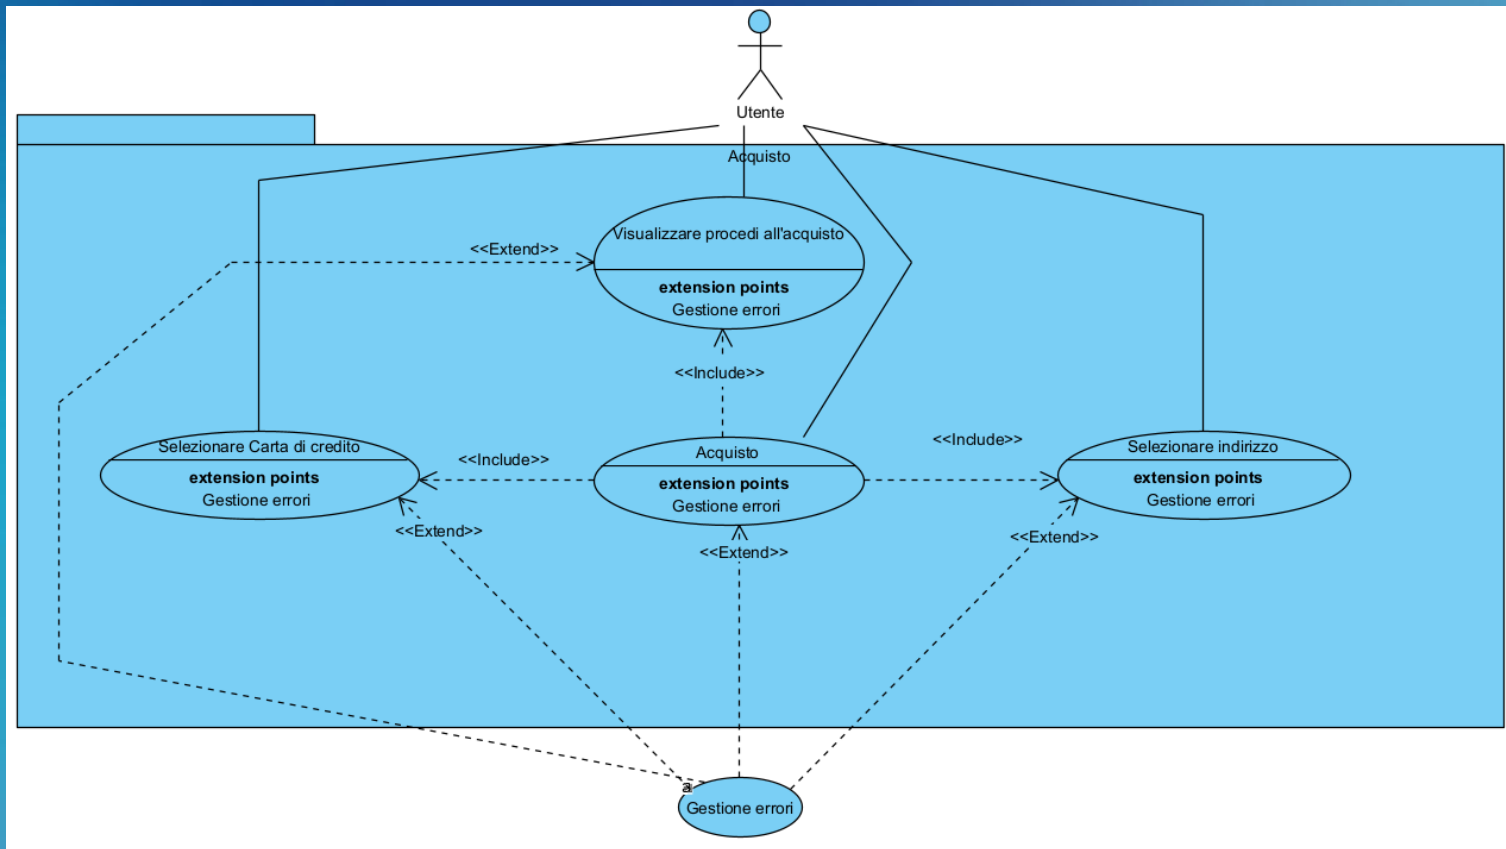 Utente
Acquisto
Visualizzare procedi all'acquisto
<<Extend>>
extension points
Gestione errori
<<Include>>
Selezionare Carta di credito
extension points
Gestione errori
<<Include>>
Acquisto
extension points
Gestione errori
<<Include>>
Selezionare indirizzo
extension points
Gestione errori
<<Extend>>
<<Extend>>
<<Extend>>
Gestione errori